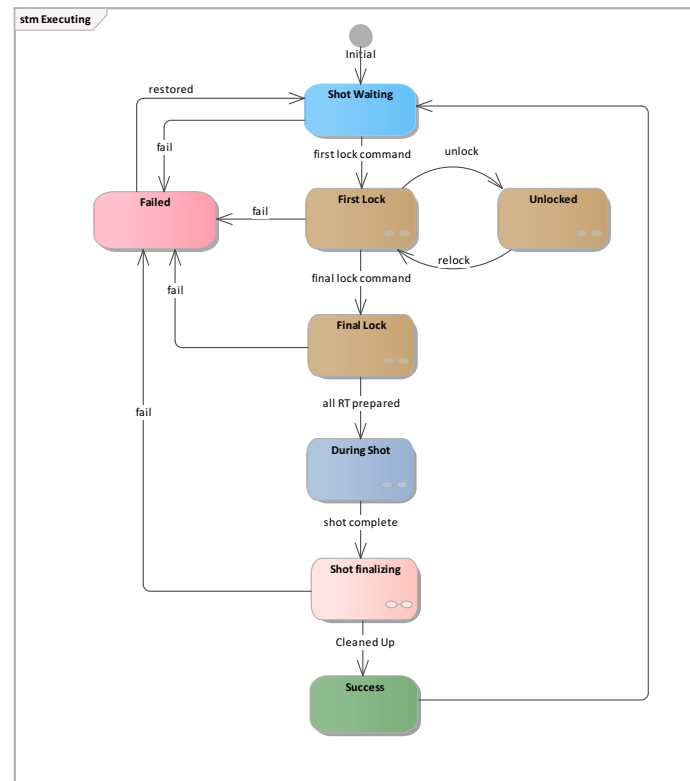 stm Executing
Initial
restored
Shot Waiting
fail
first lock command
unlock
Failed
First Lock
Unlocked
fail
relock
final lock command
fail
Final Lock
all RT prepared
fail
During Shot
shot complete
Shot finalizing
Cleaned Up
Success